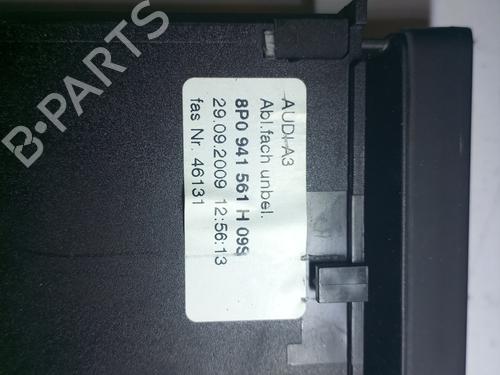 AUDI A3
Abl.fach unbel.
8P0 941 561 H 09S
29.09.2009 12:56:13
fas Nr. 46131
B-PARTS